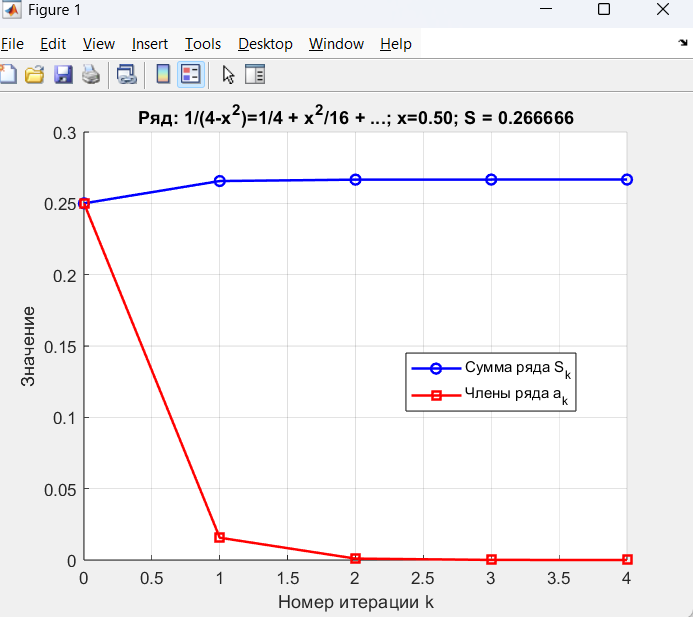 Figure 1
File Edit View Insert Tools Desktop Window Help
Ряд: 1/(4-x²)=1/4 + x²/16 + ...; x=0.50; S = 0.266666
0.3
0.25
0.2
0.15
0.1
0.05
0
Значение
Сумма ряда Sₖ
Члены ряда aₖ
0 0.5 1 1.5 2 2.5 3 3.5 4
Номер итерации k